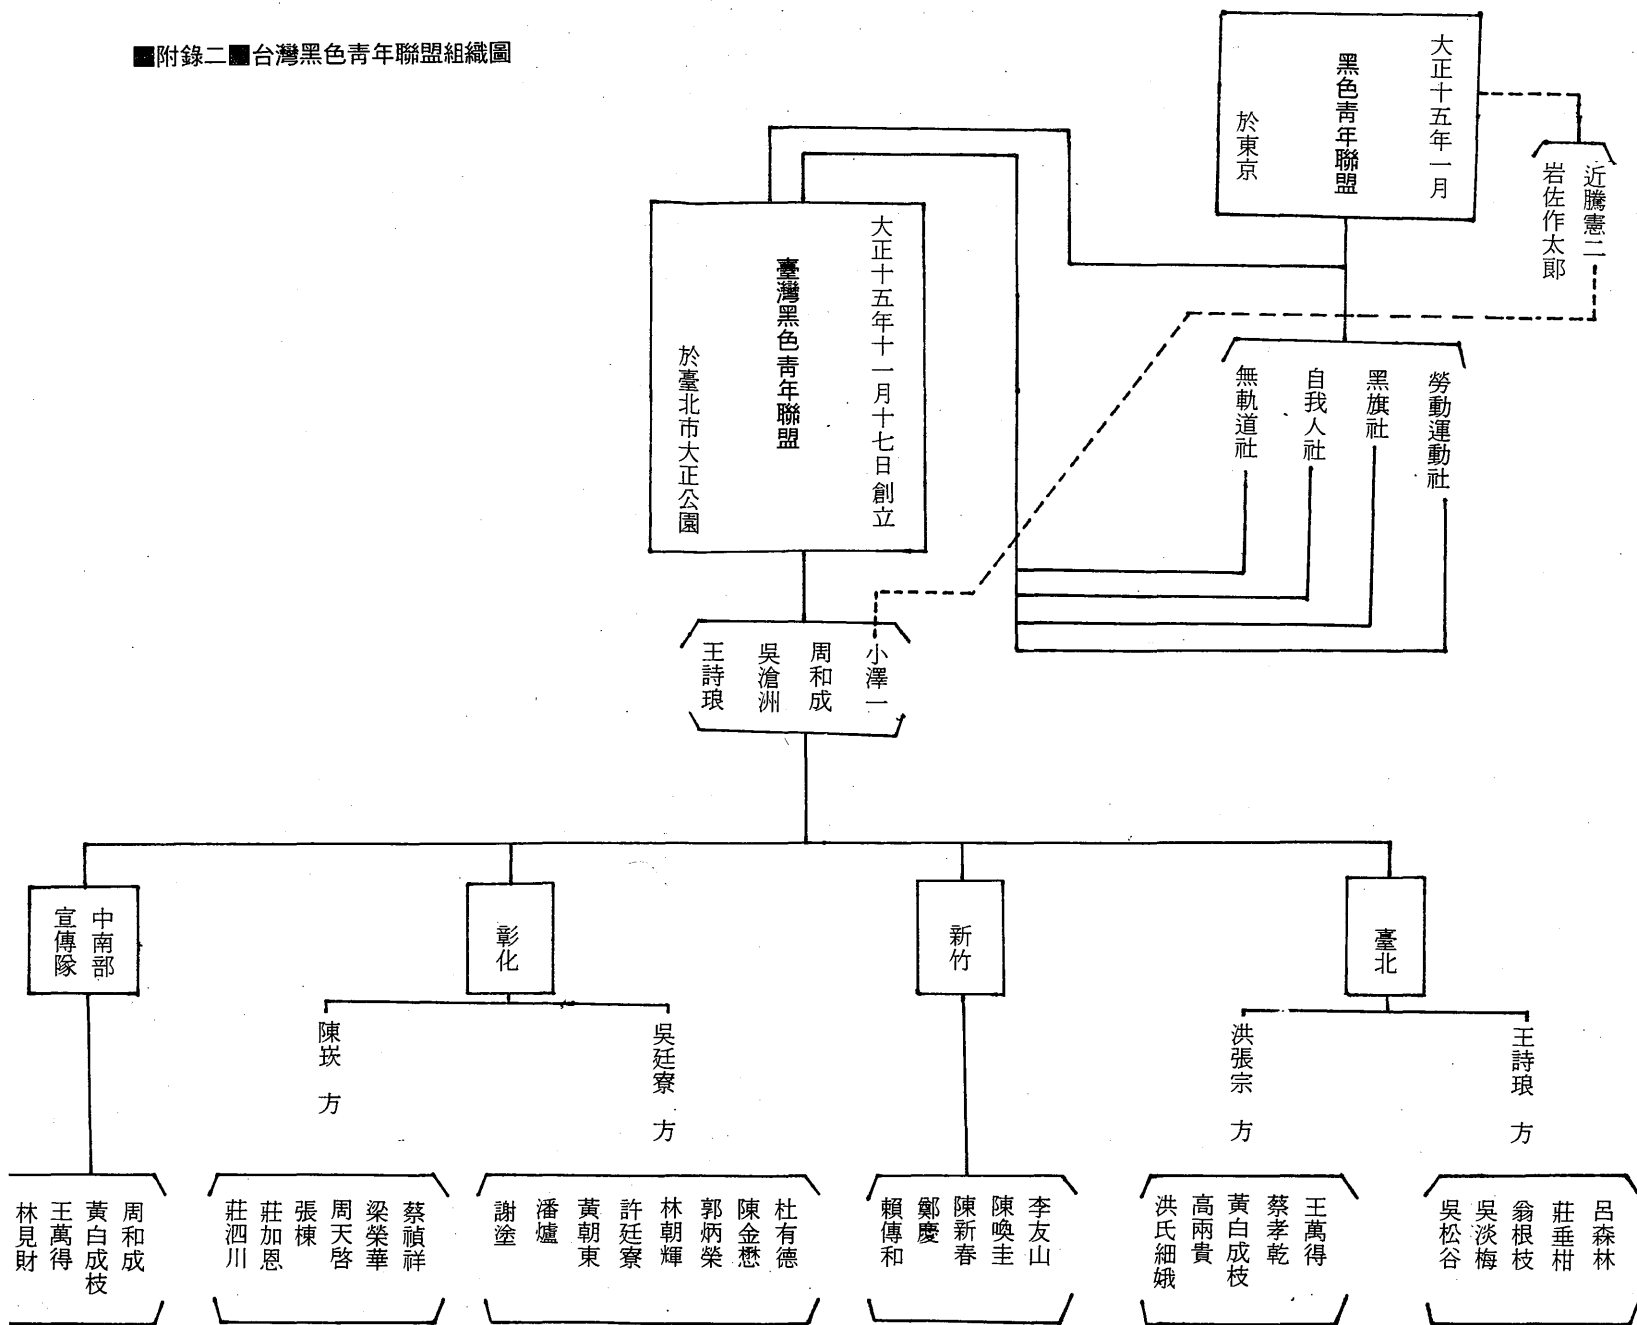 ■附錄二■台灣黑色靑年聯盟組織圖
大正十五年一月
黑色靑年聯盟
於東京
近騰憲二
岩佐作太郎
大正十五年十一月十七日創立
臺灣黑色靑年聯盟
於臺北市大正公園
勞動運動社
黑旗社
自我人社
無軌道社
小澤一
周和成
吳滄洲
王詩琅
臺北
新竹
彰化
中南部
宣傳隊
王詩琅 方
洪張宗 方
吳廷寮 方
陳崁 方
呂森林
莊垂柑
翁根枝
吳淡梅
吳松谷
王萬得
蔡孝乾
黃白成枝
高兩貴
洪氏細娥
李友山
陳喚圭
陳新春
鄭慶
賴傳和
杜有德
陳金懋
郭炳榮
林朝輝
許廷寮
黃朝東
潘爐
謝塗
蔡禎祥
梁榮華
周天啓
張棟
莊加恩
莊泗川
周和成
黃白成枝
王萬得
林見財